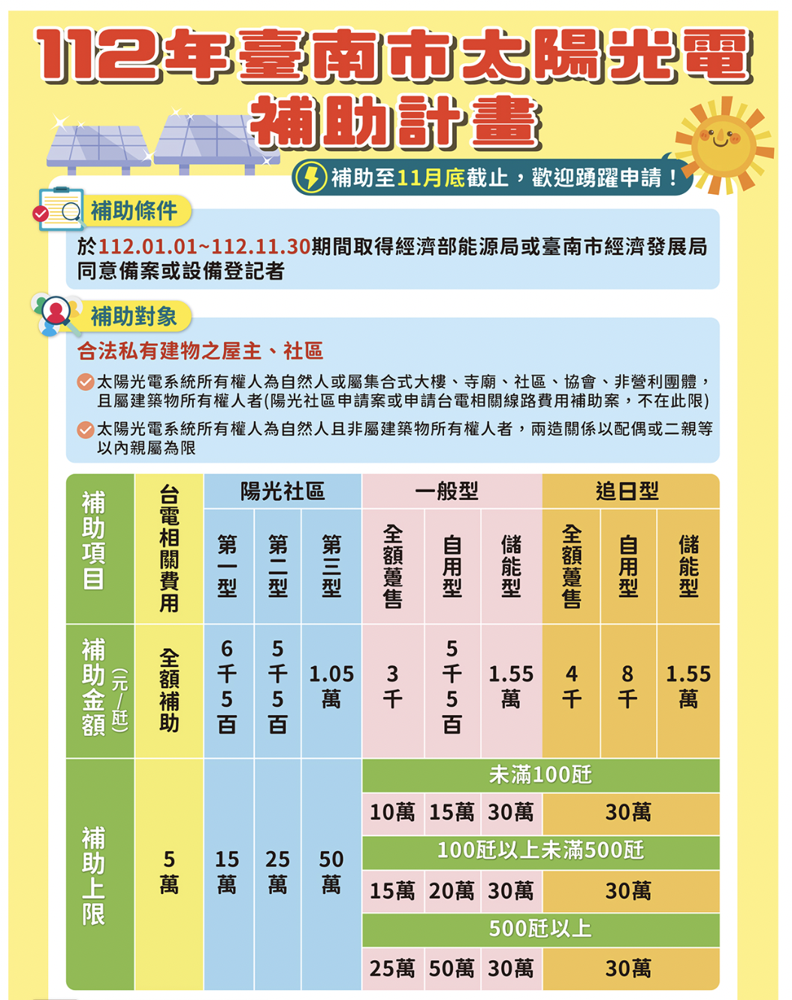 112年臺南市太陽光電
補助計畫
補助至11月底截止，歡迎踴躍申請！
補助條件
於112.01.01~112.11.30期間取得經濟部能源局或臺南市經濟發展局
同意備案或設備登記者
補助對象
合法私有建物之屋主、社區
太陽光電系統所有權人為自然人或屬集合式大樓、寺廟、社區、協會、非營利團體，
且屬建築物所有權人者(陽光社區申請案或申請台電相關線路費用補助案，不在此限)
太陽光電系統所有權人為自然人且非屬建築物所有權人者，兩造關係以配偶或二親等
以內親屬為限
補助項目
台電相關費用
陽光社區
一般型
追日型
第一型
第二型
第三型
全額躉售
自用型
儲能型
全額躉售
自用型
儲能型
補助金額
（元/瓩）
全額補助
6千5百
5千5百
1.05萬
3千
5千5百
1.55萬
4千
8千
1.55萬
補助上限
5萬
15萬
25萬
50萬
未滿100瓩
10萬 15萬 30萬 30萬
100瓩以上未滿500瓩
15萬 20萬 30萬 30萬
500瓩以上
25萬 50萬 30萬 30萬